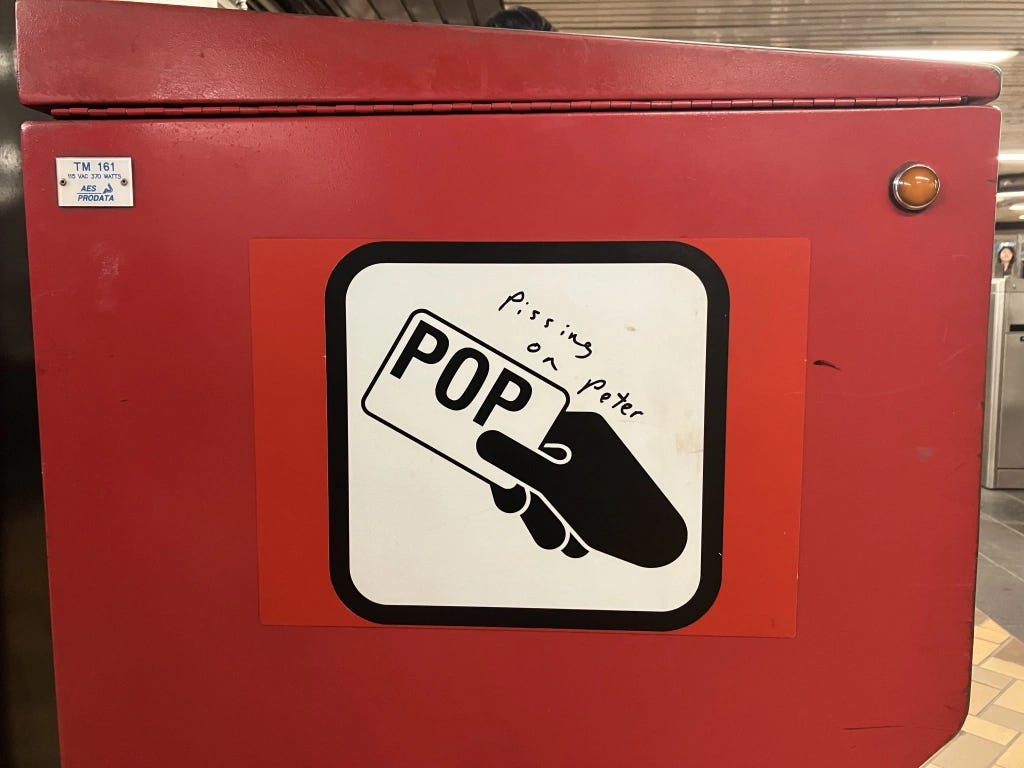 TM 161
115 VAC 370 WATTS
AES
PRODATA
Pissing
on
Peter
POP